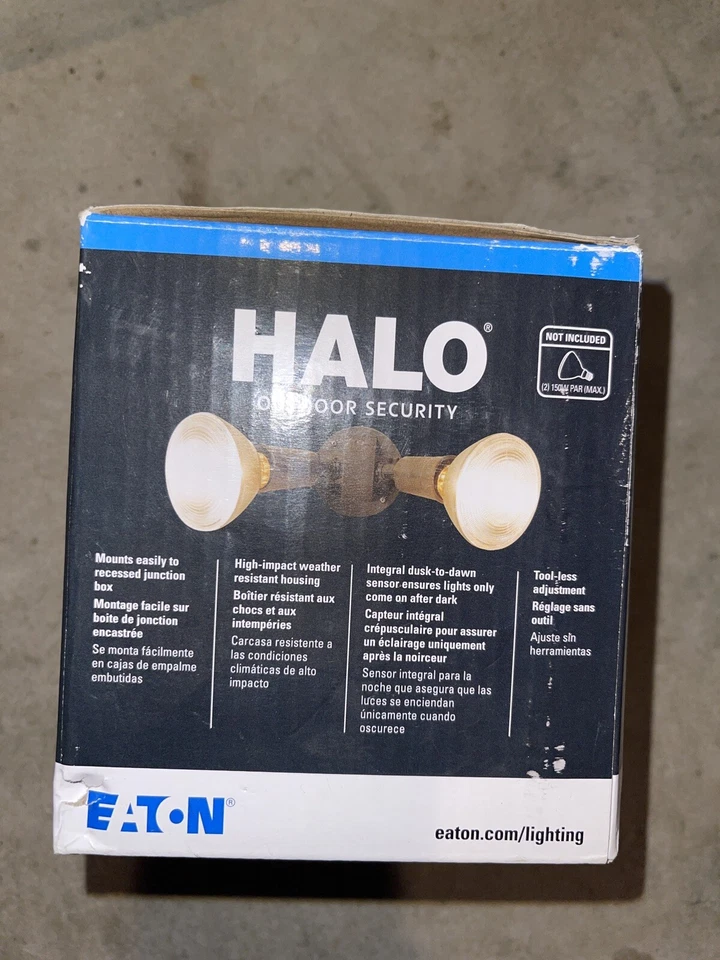 HALO®
OUTDOOR SECURITY
NOT INCLUDED
(2) 150W PAR (MAX.)
Mounts easily to
recessed junction
box
Montage facile sur
boite de jonction
encastrée
Se monta fácilmente
en cajas de empalme
embutidas
High-impact weather
resistant housing
Boîtier résistant aux
chocs et aux
intempéries
Carcasa resistente a
las condiciones
climáticas de alto
impacto
Integral dusk-to-dawn
sensor ensures lights only
come on after dark
Capteur intégral
crépusculaire pour assurer
un éclairage uniquement
après la noirceur
Sensor integral para la
noche que asegura que las
luces se enciendan
únicamente cuando
oscurece
Tool-less
adjustment
Réglage sans
outil
Ajuste sin
herramientas
EATON®
eaton.com/lighting